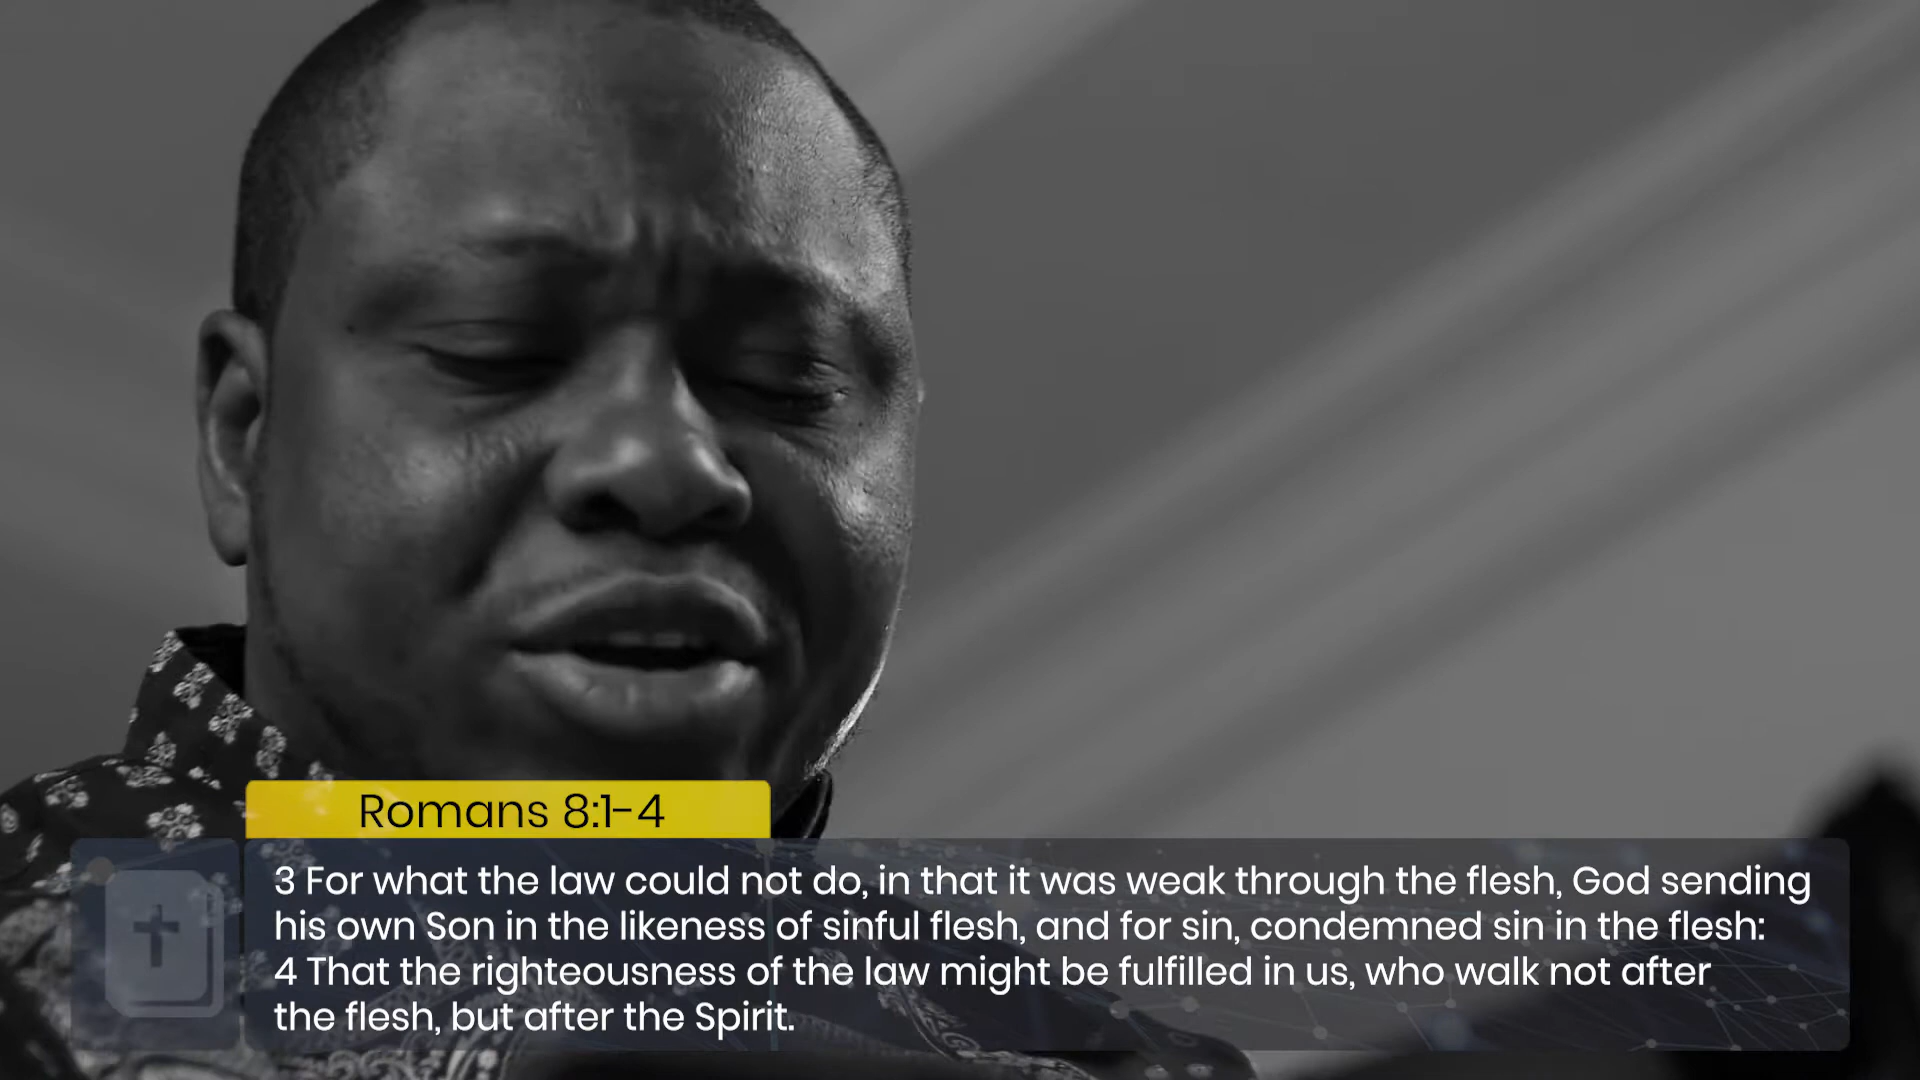 Romans 8:1-4
3 For what the law could not do, in that it was weak through the flesh, God sending
his own Son in the likeness of sinful flesh, and for sin, condemned sin in the flesh:
4 That the righteousness of the law might be fulfilled in us, who walk not after
the flesh, but after the Spirit.